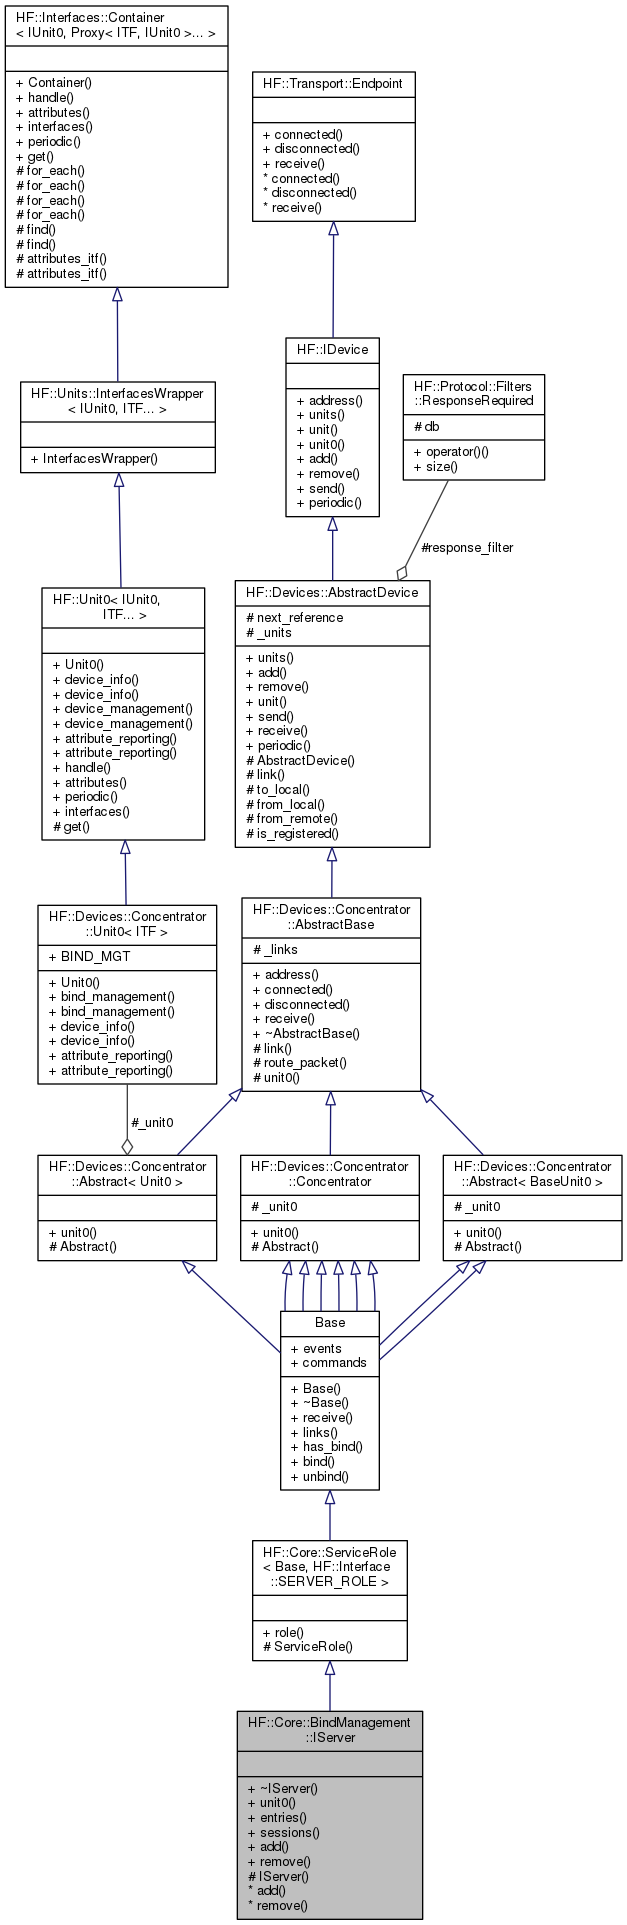 HF::Interfaces::Container
< IUnit0, Proxy< ITF, IUnit0 >... >
+ Container()
+ handle()
+ attributes()
+ interfaces()
+ periodic()
+ get()
# for_each()
# for_each()
# for_each()
# for_each()
# find()
# find()
# attributes_itf()
# attributes_itf()
HF::Transport::Endpoint
+ connected()
+ disconnected()
+ receive()
* connected()
* disconnected()
* receive()
HF::IDevice
+ address()
+ units()
+ unit()
+ unit0()
+ add()
+ remove()
+ send()
+ periodic()
HF::Units::InterfacesWrapper
< IUnit0, ITF... >
+ InterfacesWrapper()
HF::Protocol::Filters
::ResponseRequired
# db
+ operator()()
+ size()
#response_filter
HF::Unit0< IUnit0,
ITF... >
+ Unit0()
+ device_info()
+ device_info()
+ device_management()
+ device_management()
+ attribute_reporting()
+ attribute_reporting()
+ handle()
+ attributes()
+ periodic()
+ interfaces()
# get()
HF::Devices::AbstractDevice
# next_reference
# _units
+ units()
+ add()
+ remove()
+ unit()
+ send()
+ receive()
+ periodic()
# AbstractDevice()
# link()
# to_local()
# from_local()
# from_remote()
# is_registered()
HF::Devices::Concentrator
::Unit0< ITF >
+ BIND_MGT
+ Unit0()
+ bind_management()
+ bind_management()
+ device_info()
+ device_info()
+ attribute_reporting()
+ attribute_reporting()
HF::Devices::Concentrator
::AbstractBase
# _links
+ address()
+ connected()
+ disconnected()
+ receive()
+ ~AbstractBase()
# link()
# route_packet()
# unit0()
#_unit0
HF::Devices::Concentrator
::Abstract< Unit0 >
+ unit0()
# Abstract()
HF::Devices::Concentrator
::Concentrator
# _unit0
+ unit0()
# Abstract()
HF::Devices::Concentrator
::Abstract< BaseUnit0 >
# _unit0
+ unit0()
# Abstract()
Base
+ events
+ commands
+ Base()
+ ~Base()
+ receive()
+ links()
+ has_bind()
+ bind()
+ unbind()
HF::Core::ServiceRole
< Base, HF::Interface
::SERVER_ROLE >
+ role()
# ServiceRole()
HF::Core::BindManagement
::IServer
+ ~IServer()
+ unit0()
+ entries()
+ sessions()
+ add()
+ remove()
# IServer()
* add()
* remove()